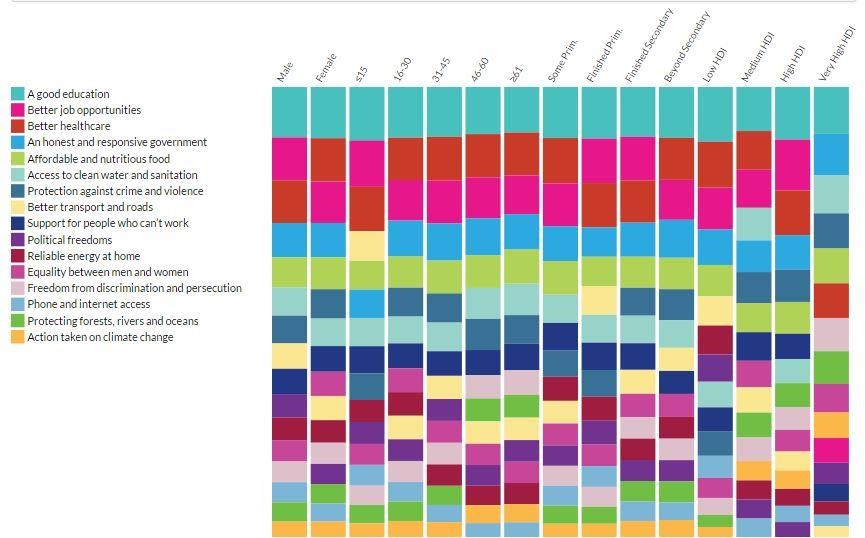 Male
Female
≤15
16-30
31-45
46-60
≥61
Some Prim.
Finished Prim.
Finished Secondary
Beyond Secondary
Low HDI
Medium HDI
High HDI
Very High HDI
A good education
Better job opportunities
Better healthcare
An honest and responsive government
Affordable and nutritious food
Access to clean water and sanitation
Protection against crime and violence
Better transport and roads
Support for people who can't work
Political freedoms
Reliable energy at home
Equality between men and women
Freedom from discrimination and persecution
Phone and internet access
Protecting forests, rivers and oceans
Action taken on climate change